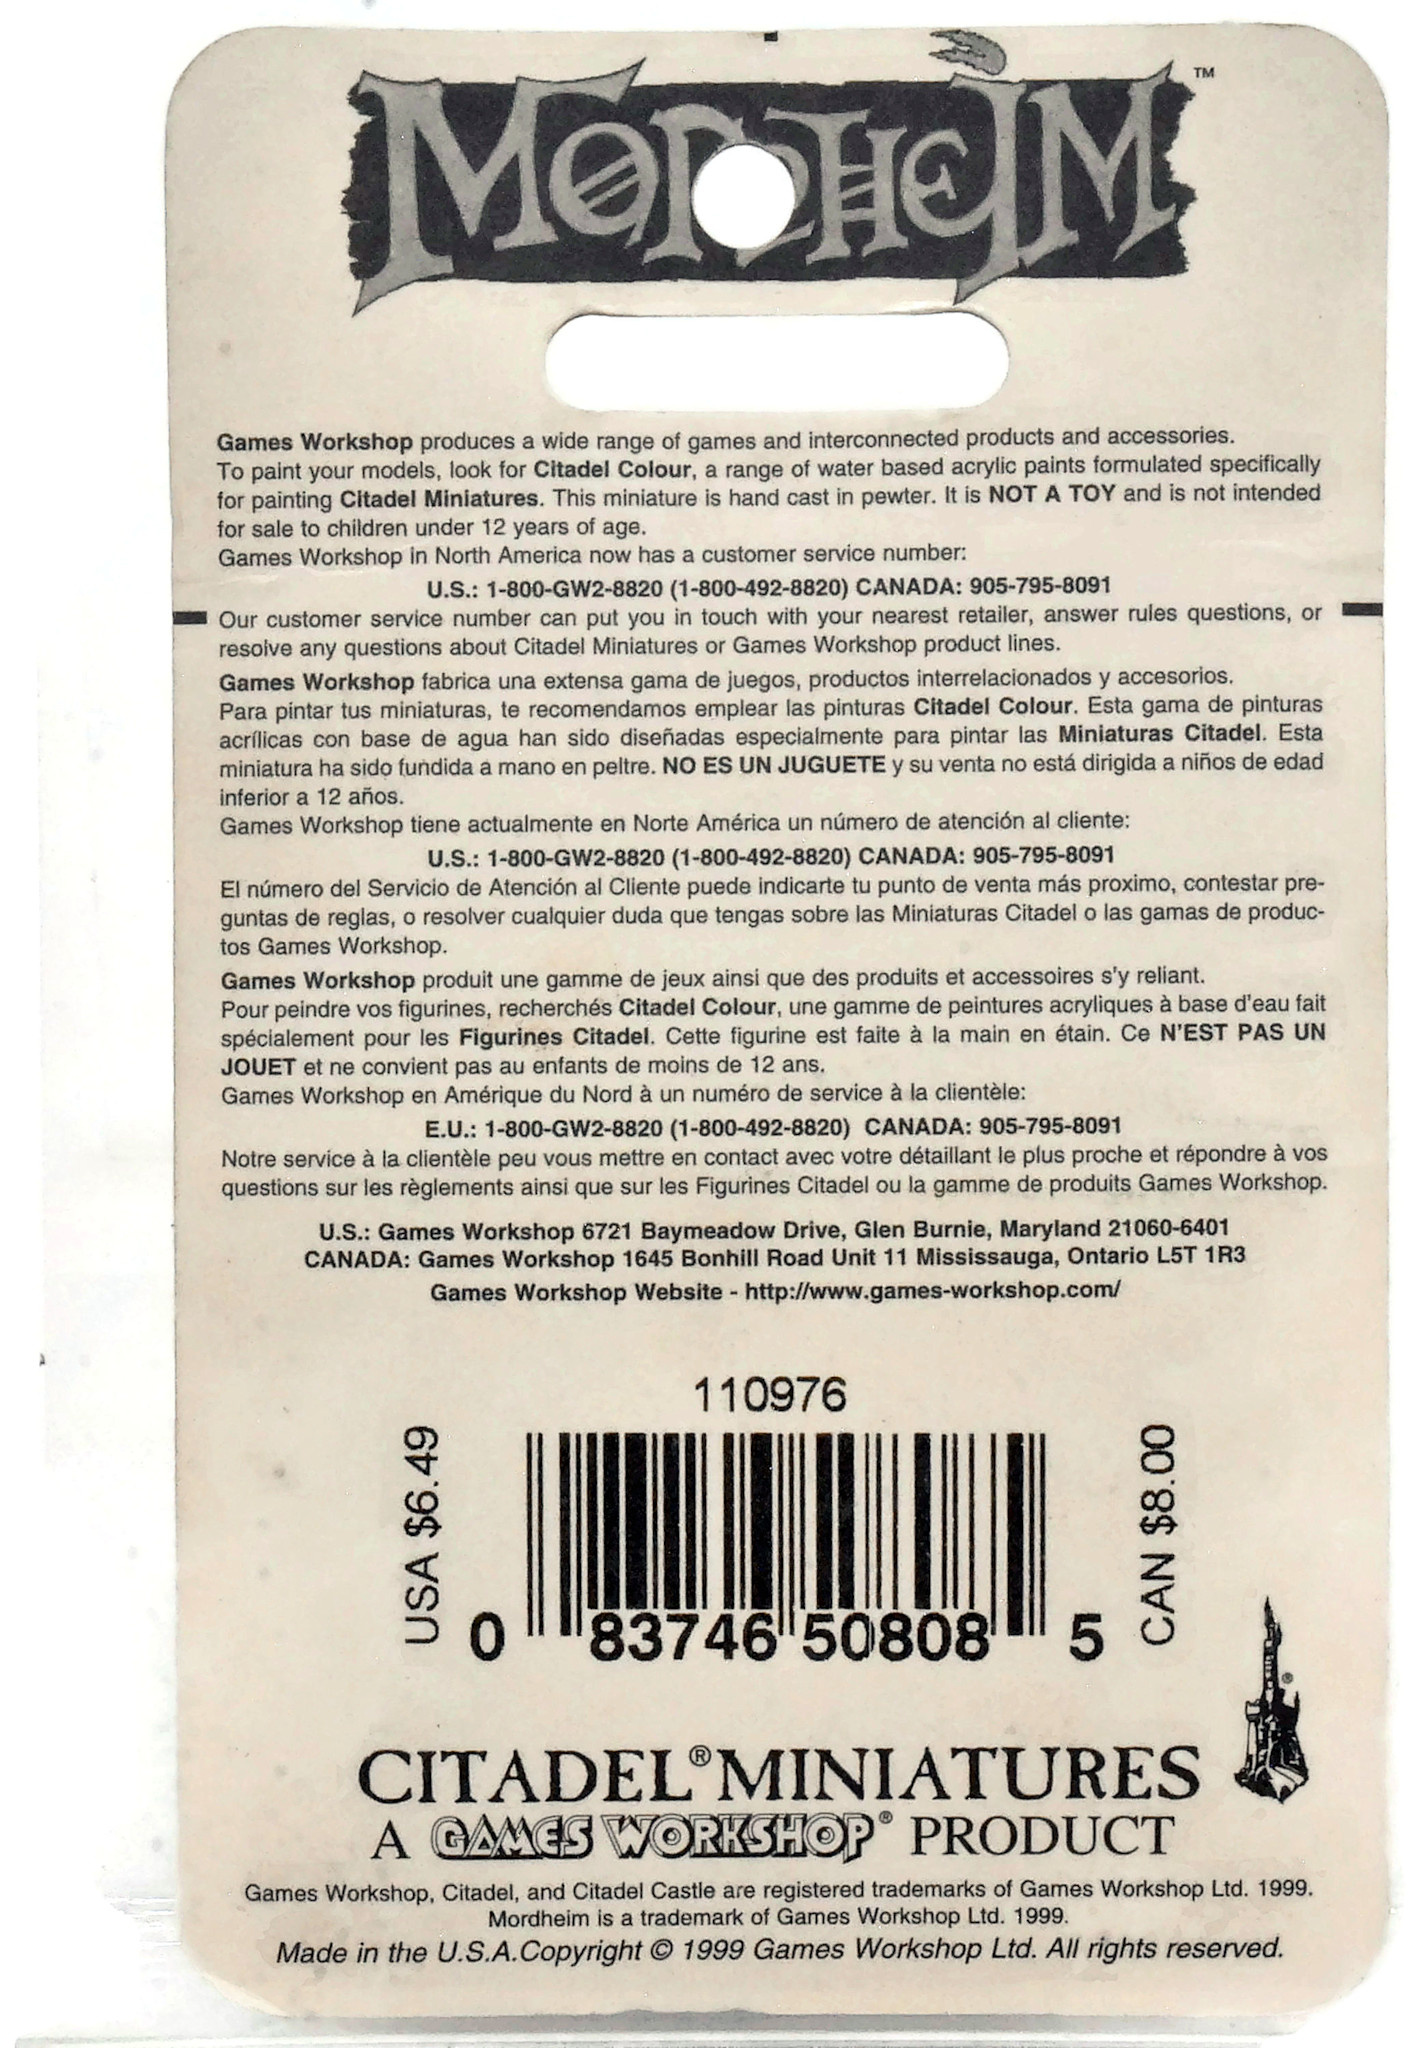 MORDHEIM™
Games Workshop produces a wide range of games and interconnected products and accessories.
To paint your models, look for Citadel Colour, a range of water based acrylic paints formulated specifically
for painting Citadel Miniatures. This miniature is hand cast in pewter. It is NOT A TOY and is not intended
for sale to children under 12 years of age.
Games Workshop in North America now has a customer service number:
U.S.: 1-800-GW2-8820 (1-800-492-8820) CANADA: 905-795-8091
Our customer service number can put you in touch with your nearest retailer, answer rules questions, or
resolve any questions about Citadel Miniatures or Games Workshop product lines.
Games Workshop fabrica una extensa gama de juegos, productos interrelacionados y accesorios.
Para pintar tus miniaturas, te recomendamos emplear las pinturas Citadel Colour. Esta gama de pinturas
acrílicas con base de agua han sido diseñadas especialmente para pintar las Miniaturas Citadel. Esta
miniatura ha sido fundida a mano en peltre. NO ES UN JUGUETE y su venta no está dirigida a niños de edad
inferior a 12 años.
Games Workshop tiene actualmente en Norte América un número de atención al cliente:
U.S.: 1-800-GW2-8820 (1-800-492-8820) CANADA: 905-795-8091
El número del Servicio de Atención al Cliente puede indicarte tu punto de venta más proximo, contestar pre-
guntas de reglas, o resolver cualquier duda que tengas sobre las Miniaturas Citadel o las gamas de produc-
tos Games Workshop.
Games Workshop produit une gamme de jeux ainsi que des produits et accessoires s'y reliant.
Pour peindre vos figurines, recherchés Citadel Colour, une gamme de peintures acryliques à base d'eau fait
spécialement pour les Figurines Citadel. Cette figurine est faite à la main en étain. Ce N'EST PAS UN
JOUET et ne convient pas au enfants de moins de 12 ans.
Games Workshop en Amérique du Nord à un numéro de service à la clientèle:
E.U.: 1-800-GW2-8820 (1-800-492-8820) CANADA: 905-795-8091
Notre service à la clientèle peu vous mettre en contact avec votre détaillant le plus proche et répondre à vos
questions sur les règlements ainsi que sur les Figurines Citadel ou la gamme de produits Games Workshop.
U.S.: Games Workshop 6721 Baymeadow Drive, Glen Burnie, Maryland 21060-6401
CANADA: Games Workshop 1645 Bonhill Road Unit 11 Mississauga, Ontario L5T 1R3
Games Workshop Website - http://www.games-workshop.com/
110976
USA $6.49
CAN $8.00
0 83746 50808 5
CITADEL® MINIATURES
®
A GAMES WORKSHOP® PRODUCT
Games Workshop, Citadel, and Citadel Castle are registered trademarks of Games Workshop Ltd. 1999.
Mordheim is a trademark of Games Workshop Ltd. 1999.
Made in the U.S.A.Copyright © 1999 Games Workshop Ltd. All rights reserved.